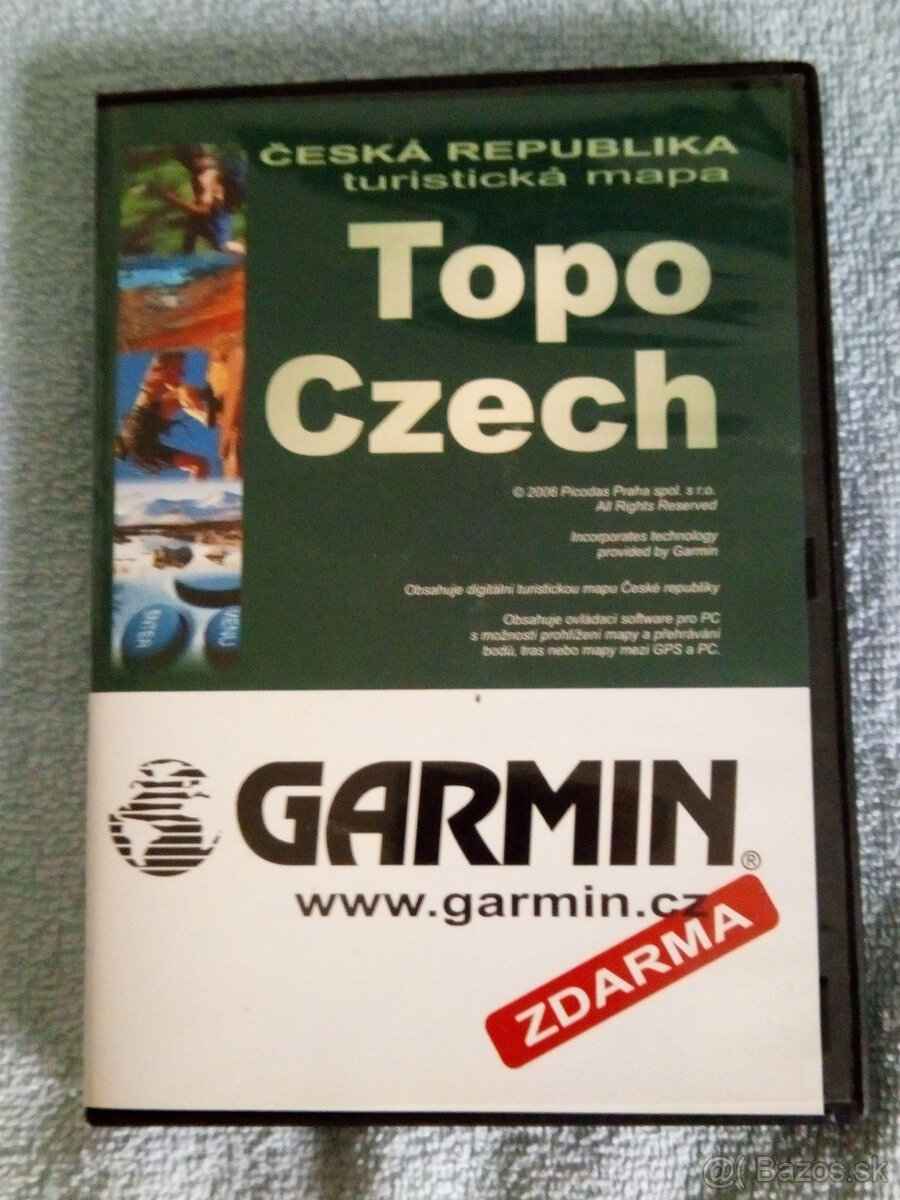 ČESKÁ REPUBLIKA
turistická mapa
Topo
Czech
© 2006 Picodas Praha spol. s r.o.
All Rights Reserved
Incorporates technology
provided by Garmin
Obsahuje digitální turistickou mapu České republiky
Obsahuje ovládací software pro PC
s možností prohlížení mapy a přehrávání
bodů, tras nebo mapy mezi GPS a PC.
ENTER
MENU
GARMIN®
www.garmin.cz
ZDARMA
@( Bazos.sk